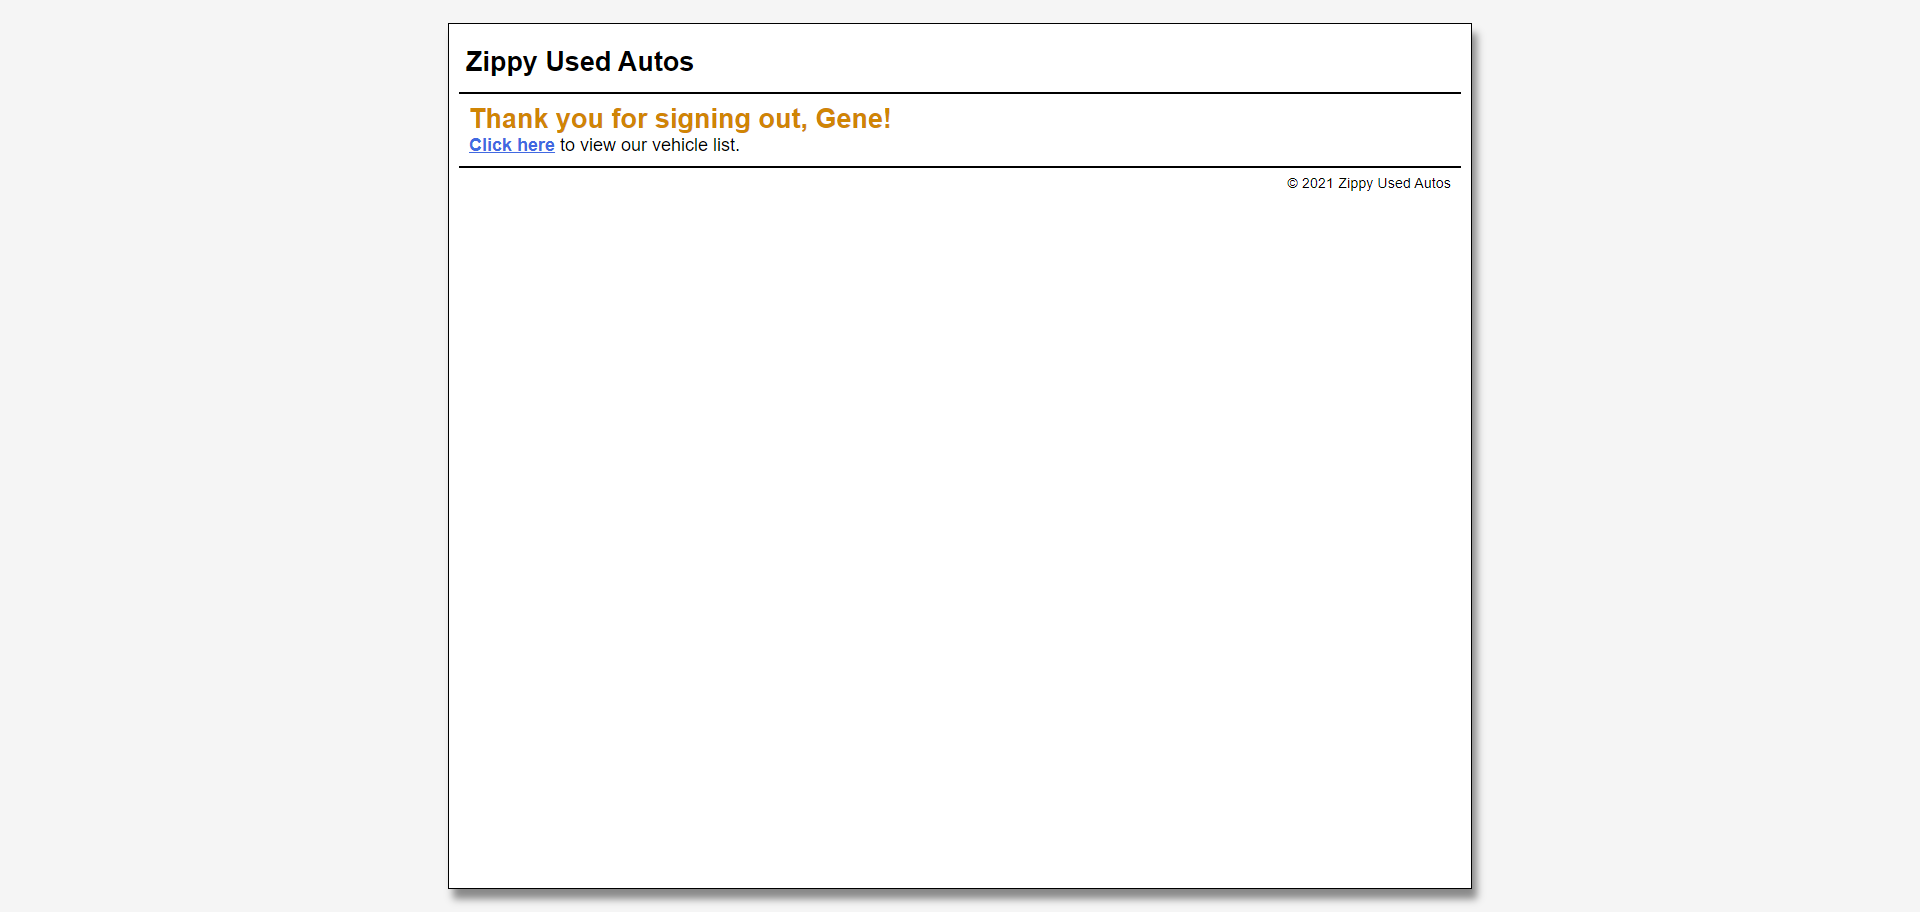 Zippy Used Autos
Thank you for signing out, Gene!
Click here to view our vehicle list.
© 2021 Zippy Used Autos